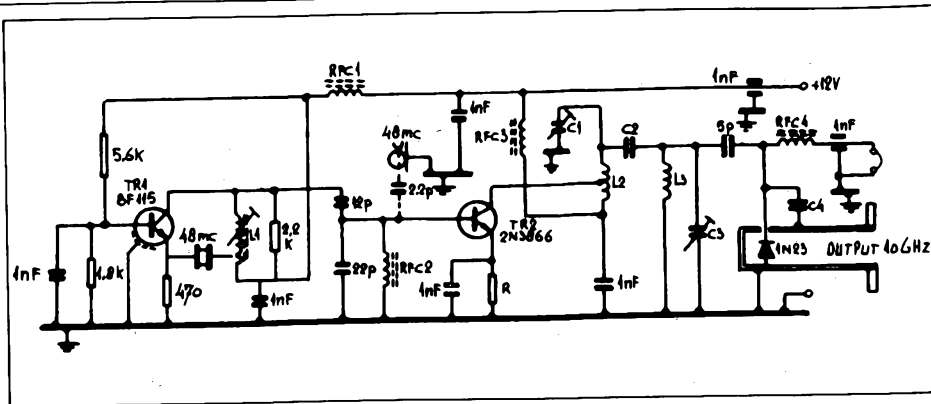 RFC1
1nF
+12V
5.6K
48mc
1nF
RFC3
C1
C2
5p
RFC4
1nF
TR1
BF115
2.2p
L2
L3
48mc
L1
2,2
K
12p
TR2
2N3866
C3
C4
1nF
1.8K
470
1nF
22p
RFC2
1nF
R
1nF
1N23
OUTPUT 10GHz